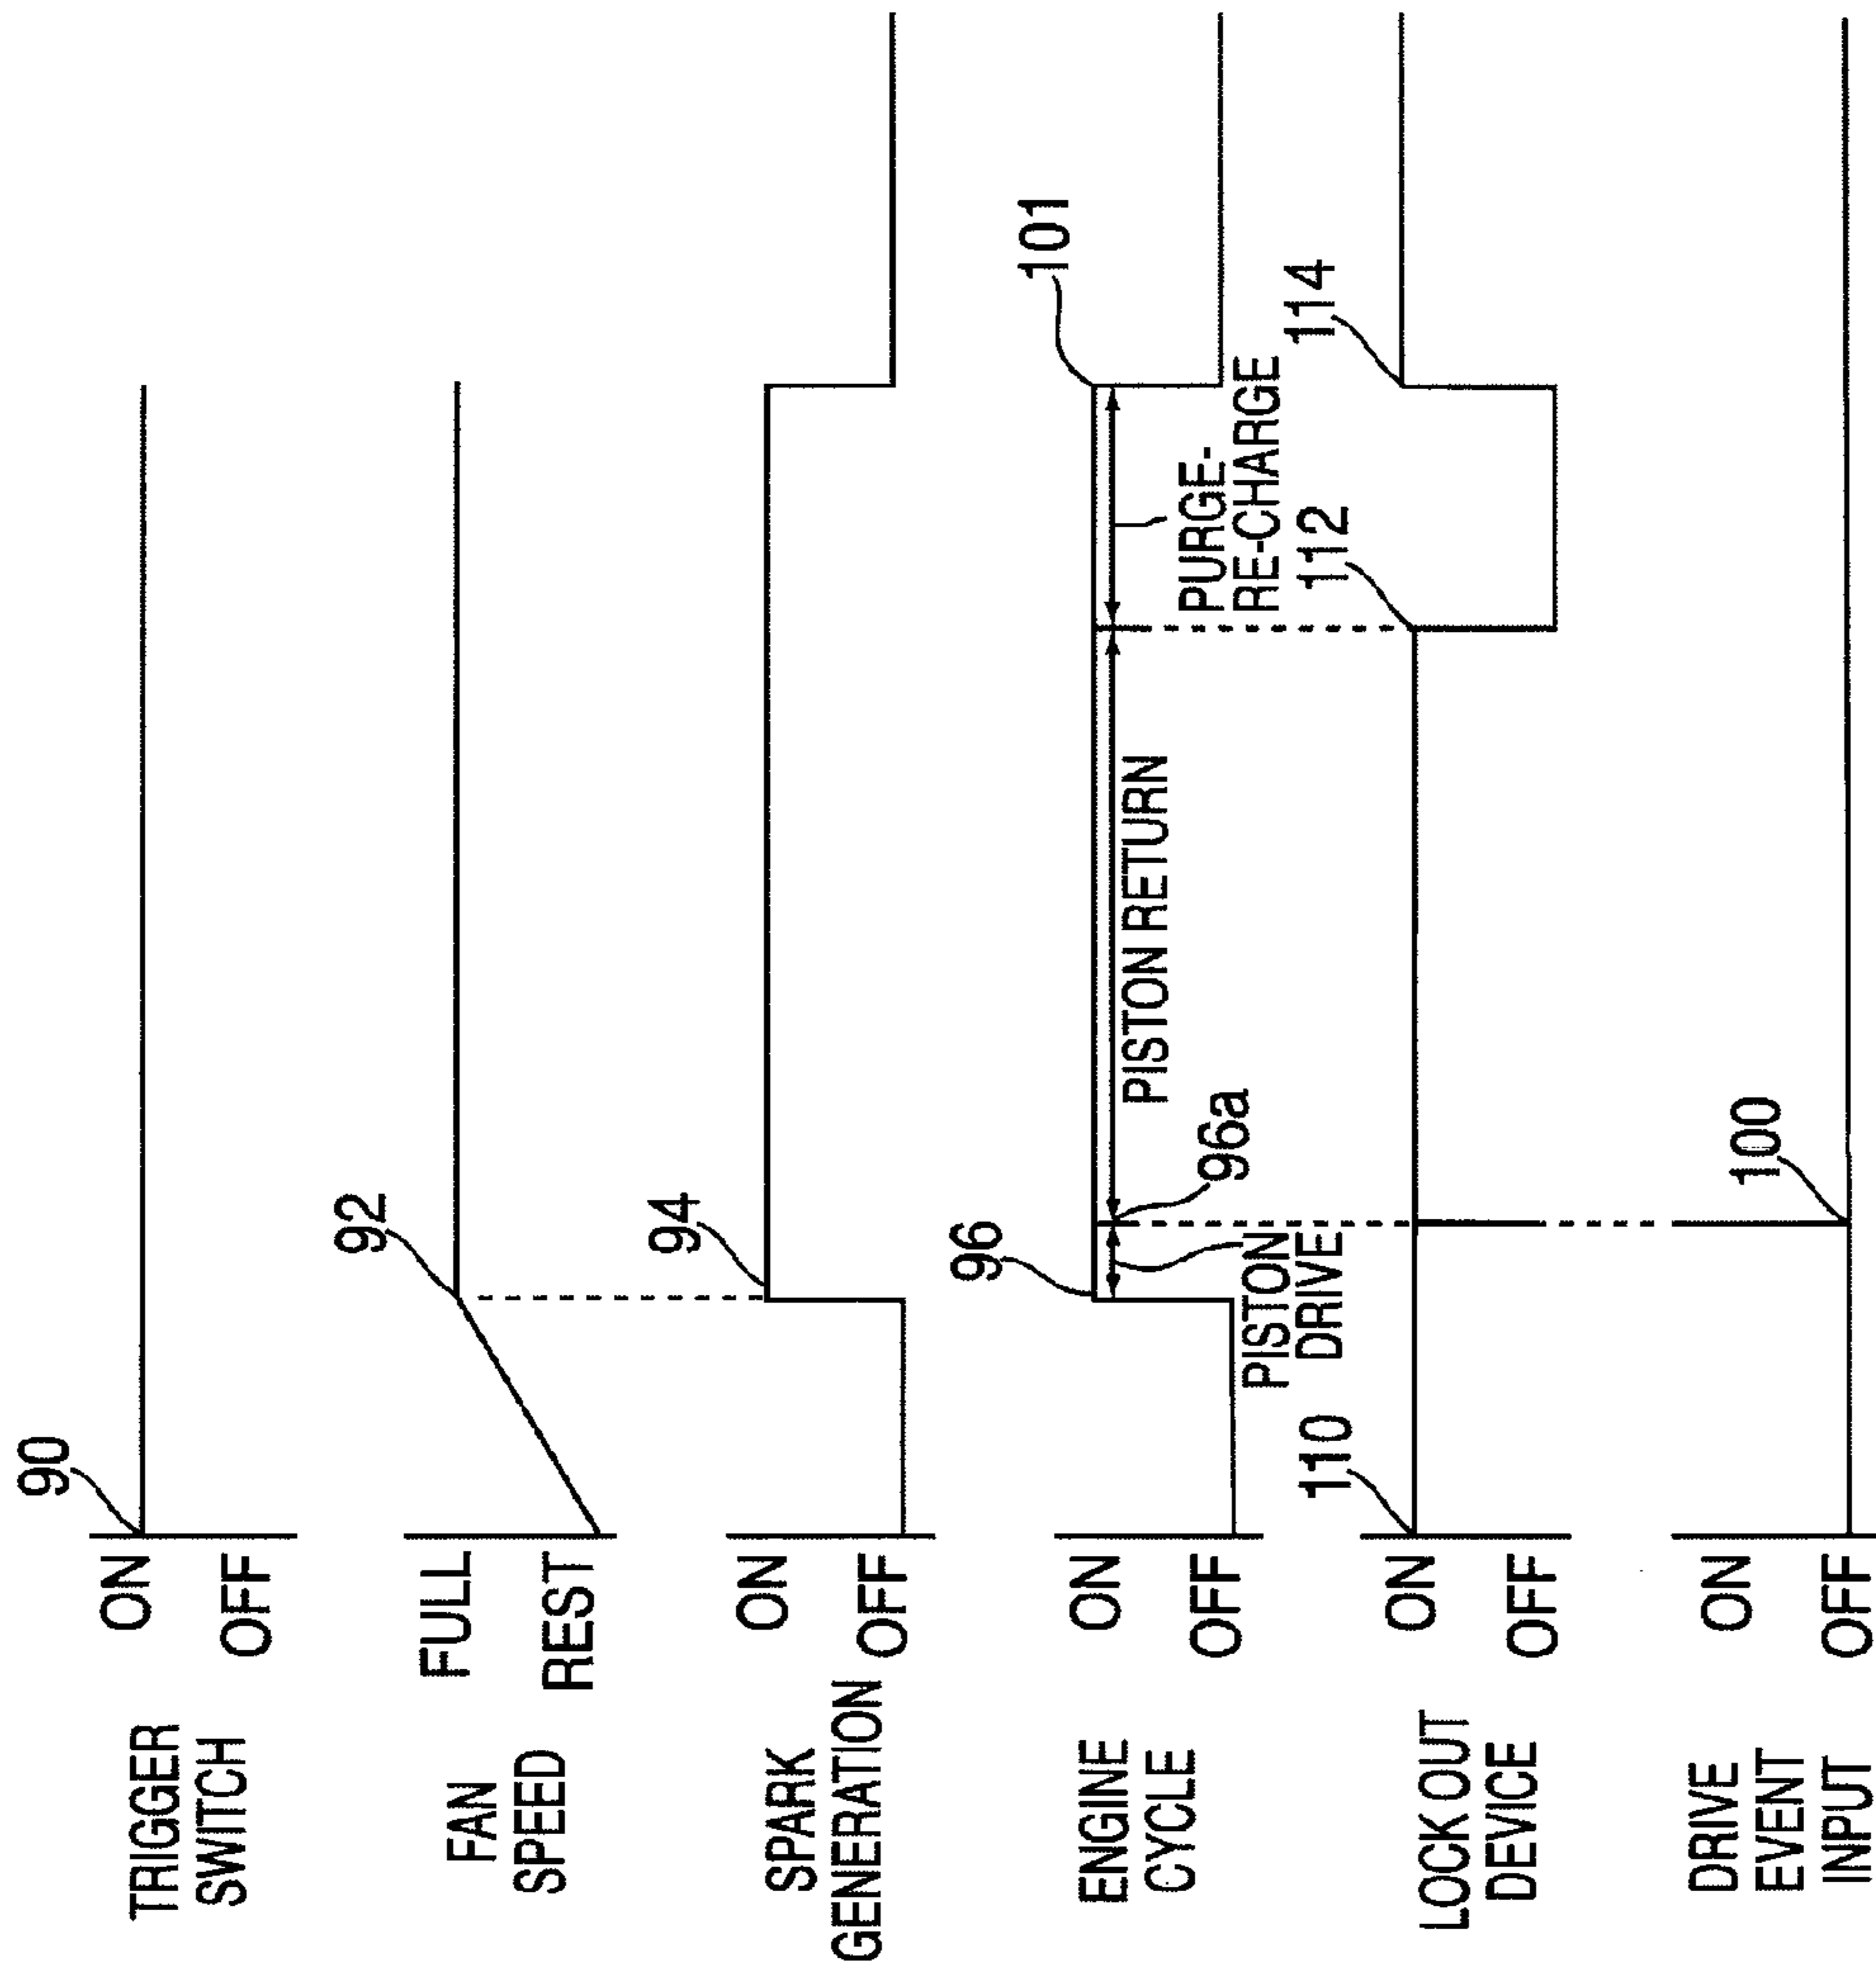 TRIGGER
SWITCH
ON
OFF
90
FAN
SPEED
FULL
REST
92
SPARK
GENERATION
ON
OFF
94
ENGINE
CYCLE
ON
OFF
96
PISTON
DRIVE
96a
PISTON RETURN
PURGE-
RE-CHARGE
101
LOCK OUT
DEVICE
ON
OFF
110
112
114
DRIVE
EVENT
INPUT
ON
OFF
100